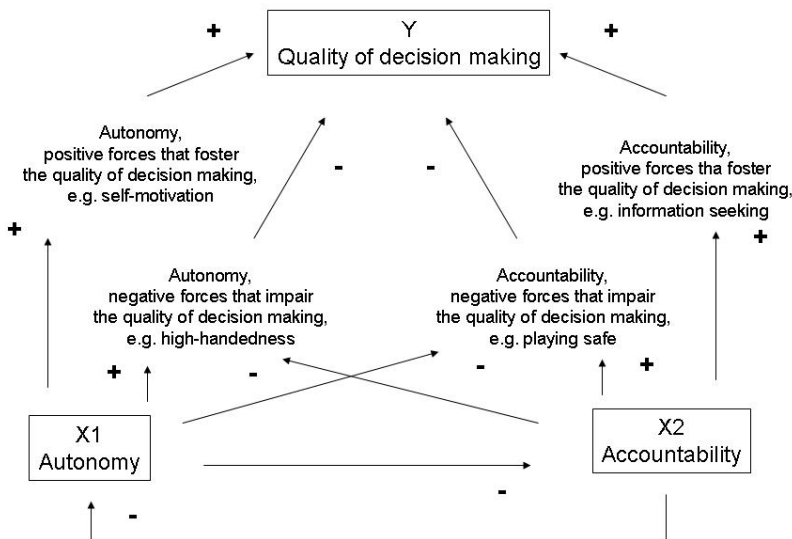 +
Y
+
Quality of decision making
Autonomy,
positive forces that foster
the quality of decision making,
e.g. self-motivation
Accountability,
positive forces tha foster
the quality of decision making,
e.g. information seeking
-
-
+
+
Autonomy,
negative forces that impair
the quality of decision making,
e.g. high-handedness
Accountability,
negative forces that impair
the quality of decision making,
e.g. playing safe
+
-
-
+
X1
Autonomy
X2
Accountability
-
-